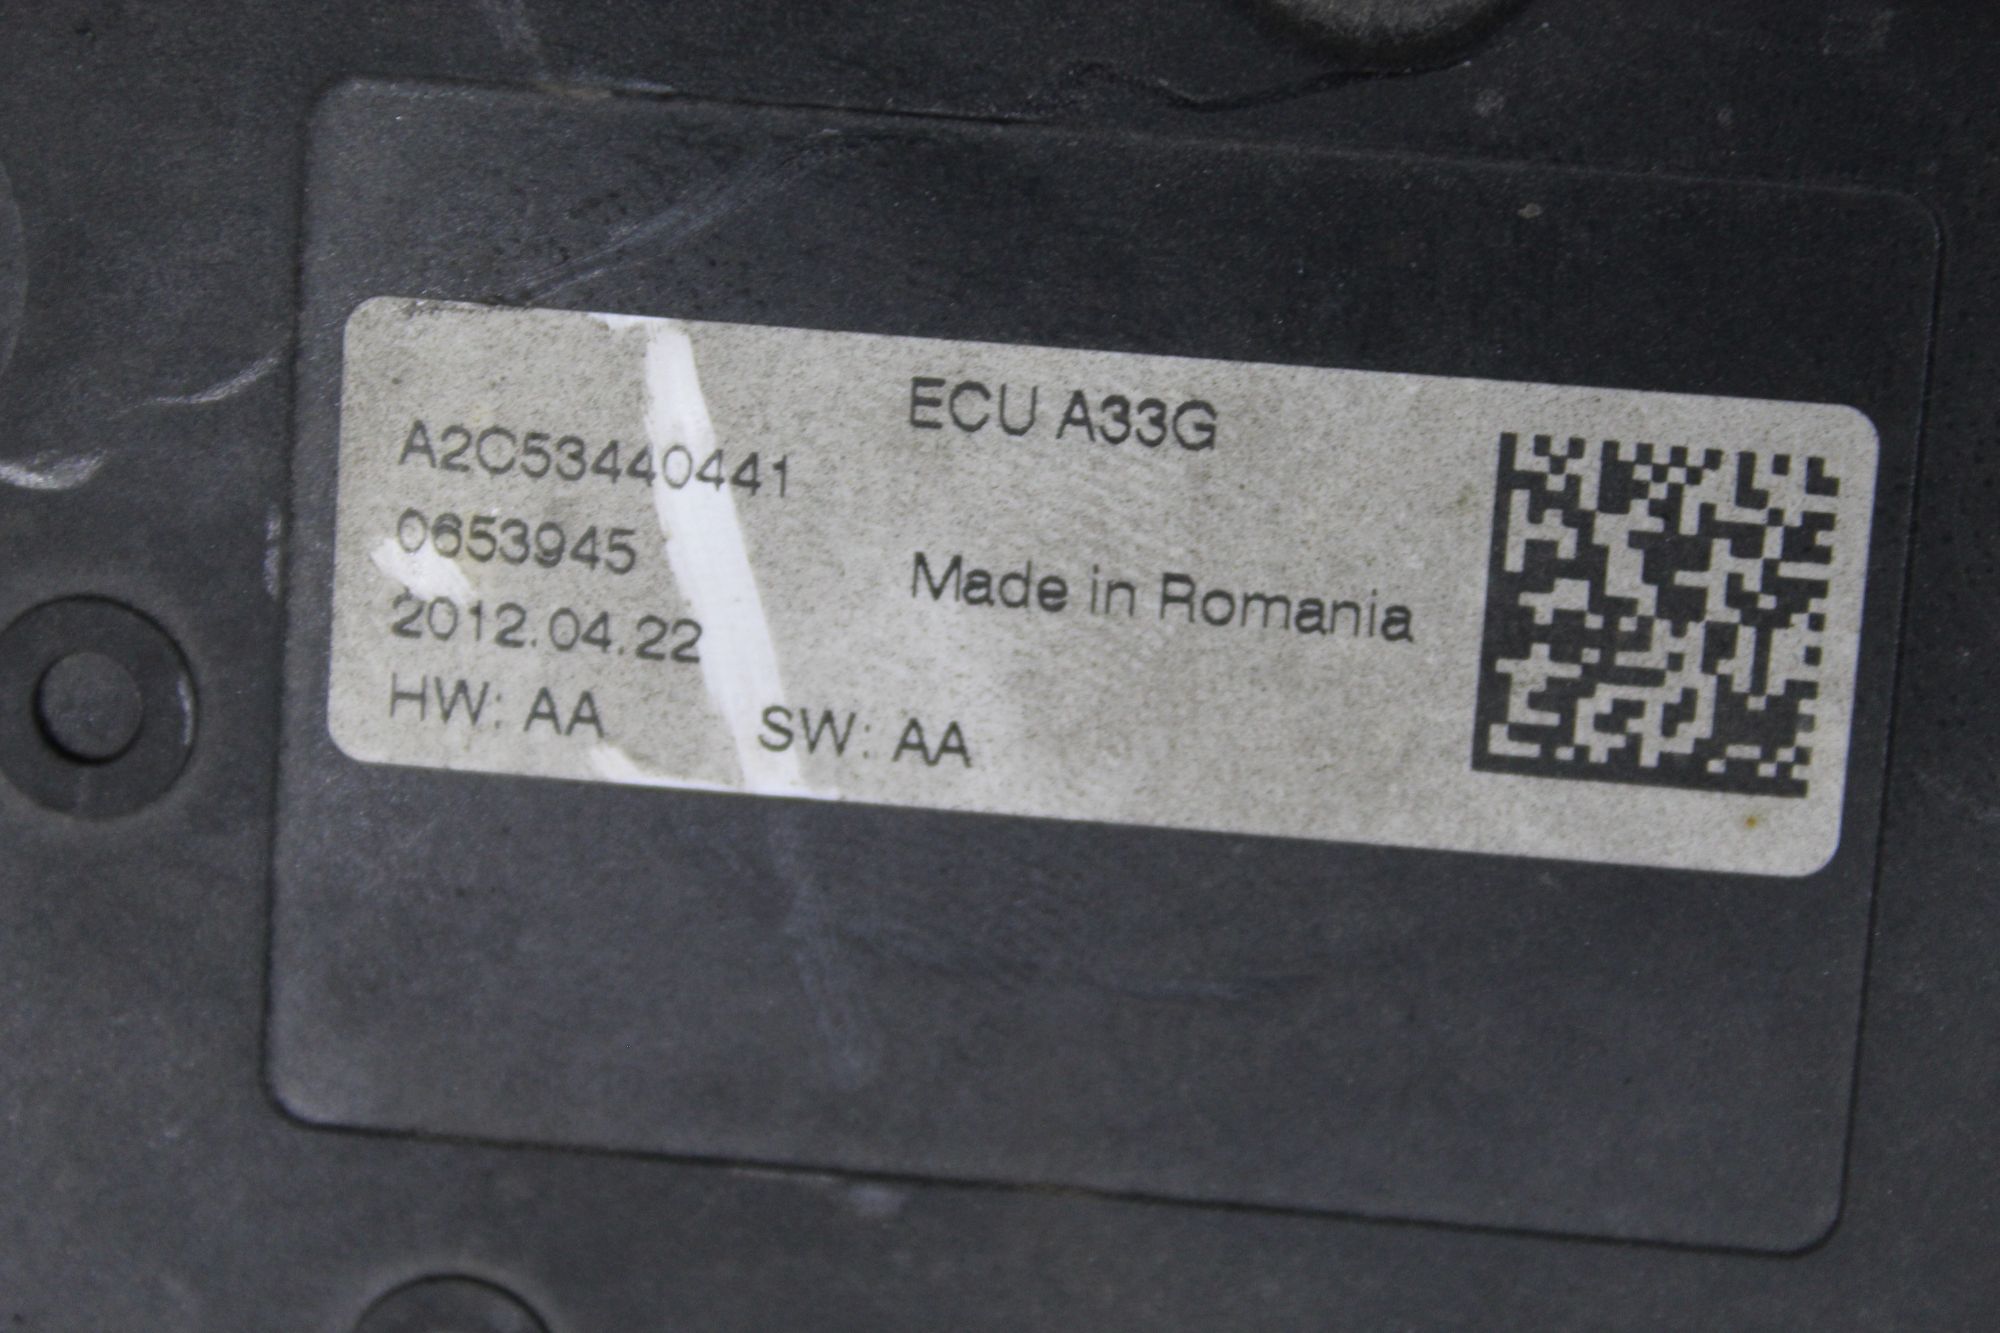 ECU A33G
A2C53440441
0653945
Made in Romania
2012.04.22
HW: AA SW: AA